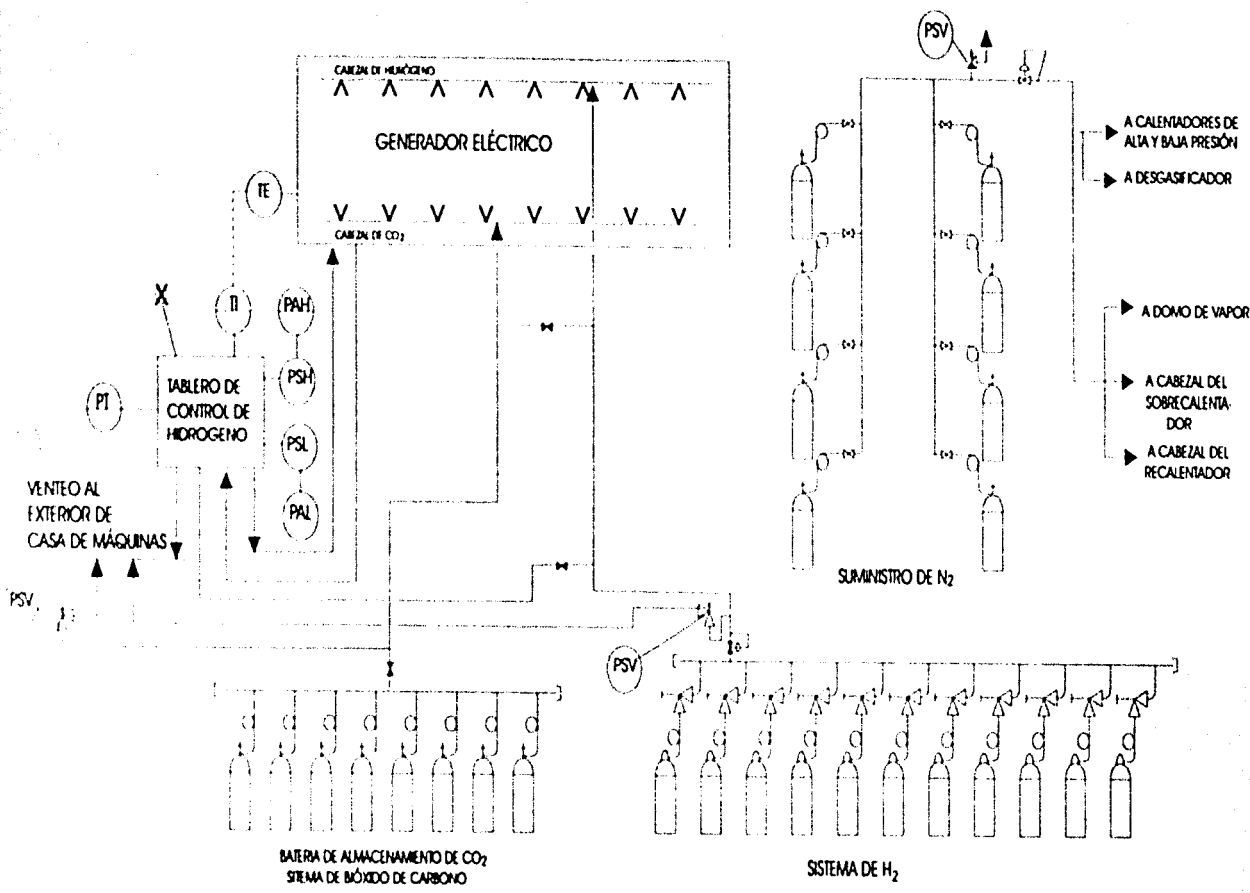 PSV
CABEZAL DE HIDRÓGENO
GENERADOR ELÉCTRICO
CABEZAL DE CO2
TE
TI
PAH
PSH
PSL
PAL
PT
TABLERO DE
CONTROL DE
HIDROGENO
VENTEO AL
EXTERIOR DE
CASA DE MÁQUINAS
PSV
PSV
A CALENTADORES DE
ALTA Y BAJA PRESIÓN
A DESGASIFICADOR
A DOMO DE VAPOR
A CABEZAL DEL
SOBRECALENTA-
DOR
A CABEZAL DEL
RECALENTADOR
SUMINISTRO DE N2
BATERIA DE ALMACENAMIENTO DE CO2
SITEMA DE BIÓXIDO DE CARBONO
SISTEMA DE H2